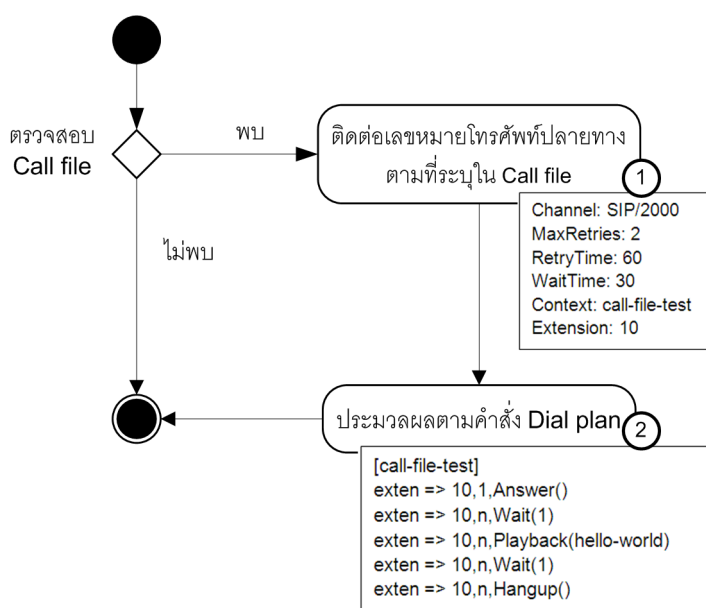 ตรวจสอบ
Call file
พบ
ติดต่อเลขหมายโทรศัพท์ปลายทาง
ตามที่ระบุใน Call file
1
Channel: SIP/2000
MaxRetries: 2
RetryTime: 60
WaitTime: 30
Context: call-file-test
Extension: 10
ไม่พบ
ประมวลผลตามคำสั่ง Dial plan
2
[call-file-test]
exten => 10,1,Answer()
exten => 10,n,Wait(1)
exten => 10,n,Playback(hello-world)
exten => 10,n,Wait(1)
exten => 10,n,Hangup()